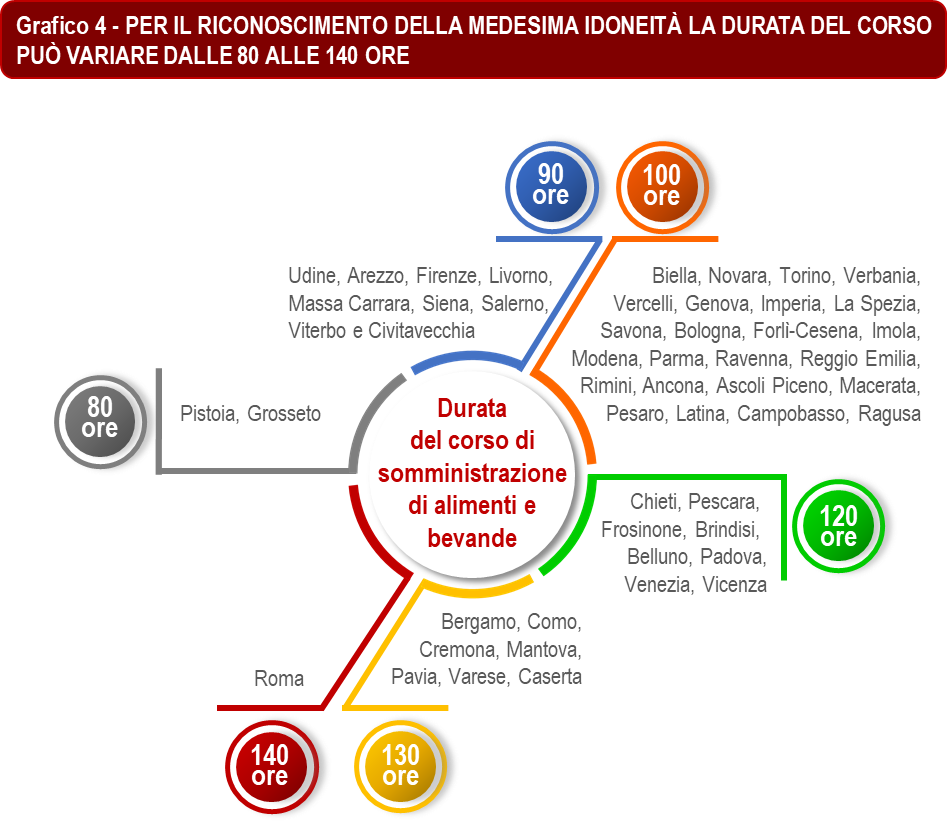 Grafico 4 - PER IL RICONOSCIMENTO DELLA MEDESIMA IDONEITÀ LA DURATA DEL CORSO
PUÒ VARIARE DALLE 80 ALLE 140 ORE
90
ore
100
ore
Udine, Arezzo, Firenze, Livorno,
Massa Carrara, Siena, Salerno,
Viterbo e Civitavecchia
Biella, Novara, Torino, Verbania,
Vercelli, Genova, Imperia, La Spezia,
Savona, Bologna, Forlì-Cesena, Imola,
Modena, Parma, Ravenna, Reggio Emilia,
Rimini, Ancona, Ascoli Piceno, Macerata,
Pesaro, Latina, Campobasso, Ragusa
80
ore
Pistoia, Grosseto
Durata
del corso di
somministrazione
di alimenti e
bevande
Chieti, Pescara,
Frosinone, Brindisi,
Belluno, Padova,
Venezia, Vicenza
120
ore
Bergamo, Como,
Cremona, Mantova,
Pavia, Varese, Caserta
Roma
140
ore
130
ore